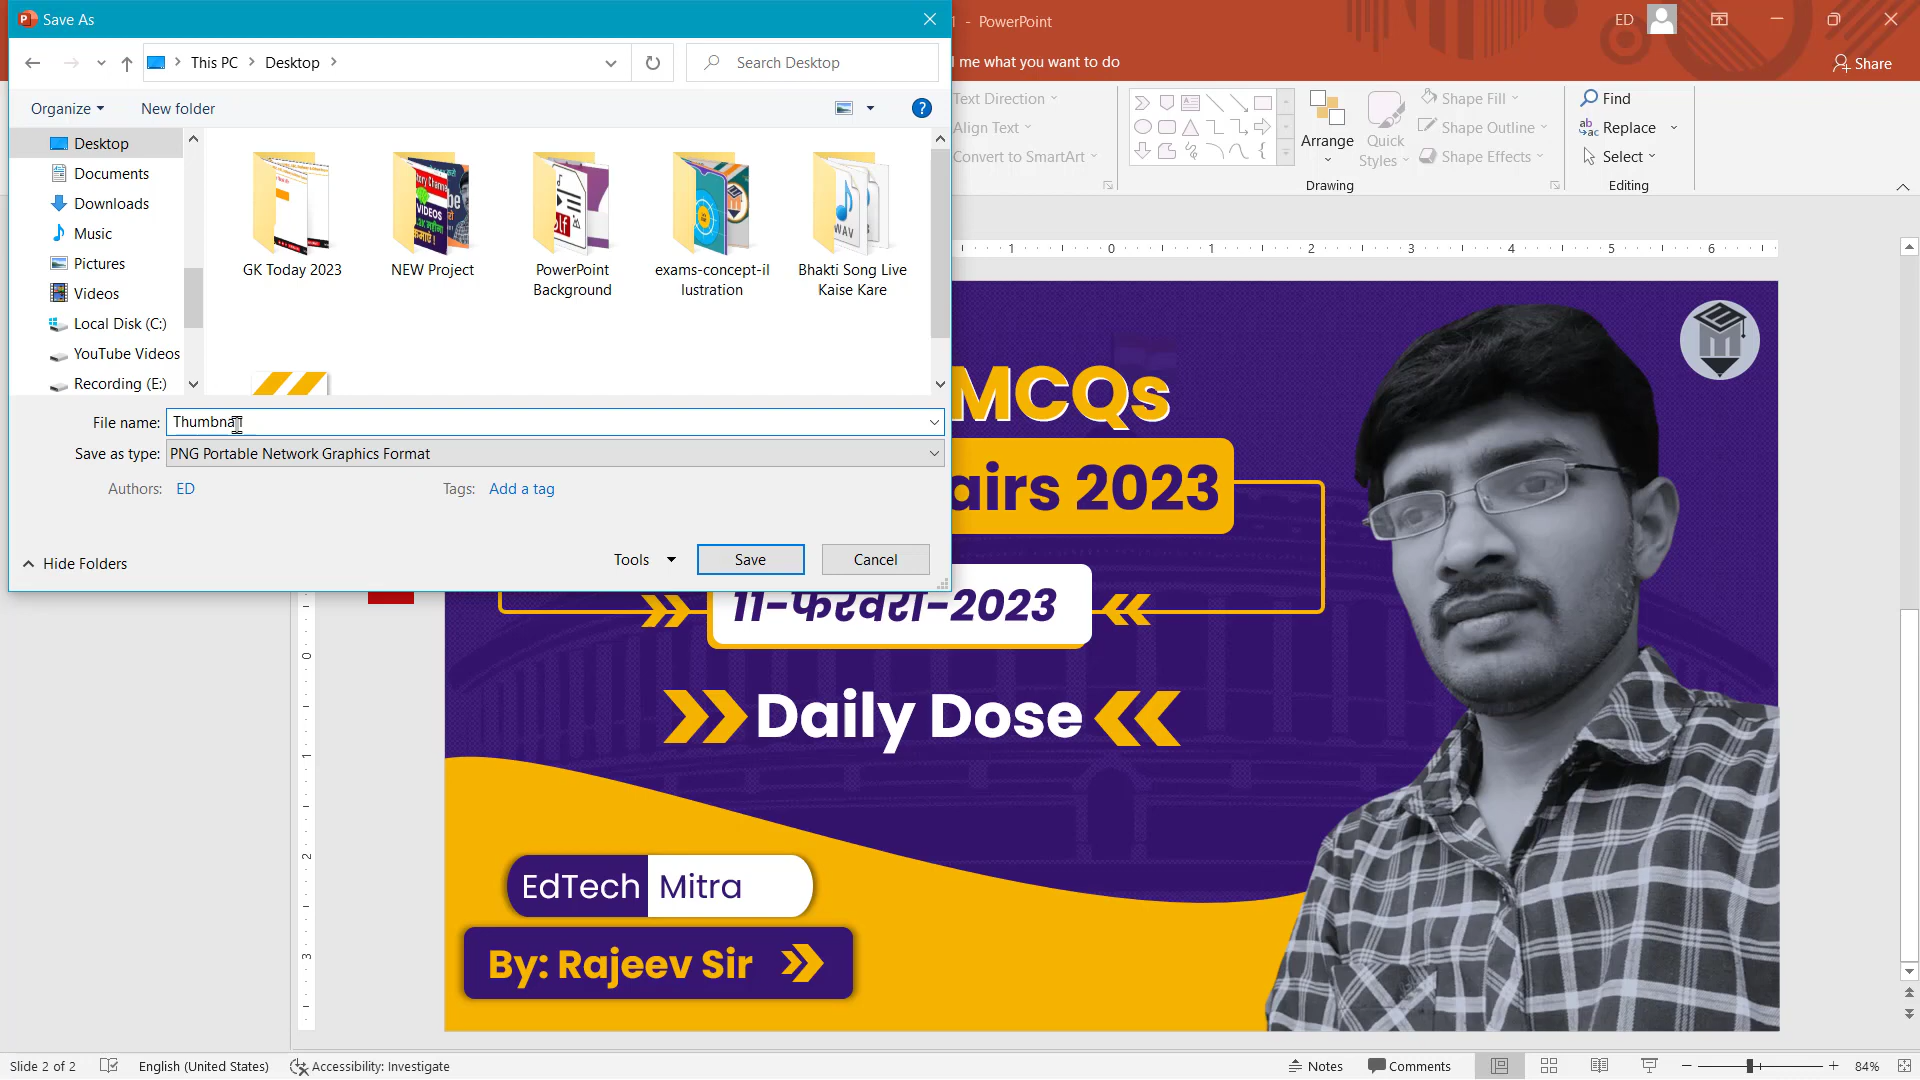 Save As
1 - PowerPoint
ED
This PC
Desktop
Search Desktop
me what you want to do
Share
Organize
New folder
Text Direction
Align Text
Convert to SmartArt
Arrange
Quick
Styles
Shape Fill
Shape Outline
Shape Effects
Find
Replace
Select
Drawing
Editing
Desktop
Documents
Downloads
Music
Pictures
Videos
Local Disk (C:)
YouTube Videos
Recording (E:)
GK Today 2023
NEW Project
PowerPoint
Background
exams-concept-il
lustration
Bhakti Song Live
Kaise Kare
File name:
Save as type: PNG Portable Network Graphics Format
Authors: ED
Tags: Add a tag
Hide Folders
Tools
Save
Cancel
MCQs
airs 2023
11-फरवरी-2023
Daily Dose
EdTech Mitra
By: Rajeev Sir
Slide 2 of 2
English (United States)
Accessibility: Investigate
Notes
Comments
84%